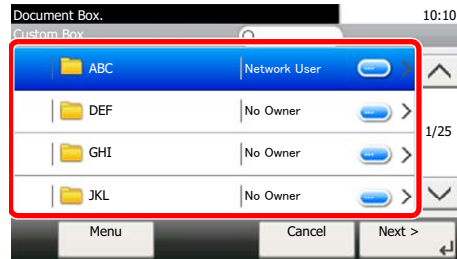 Document Box. 10:10
Custom Box
ABC Network User
DEF No Owner
1/25
GHI No Owner
JKL No Owner
Menu Cancel Next >